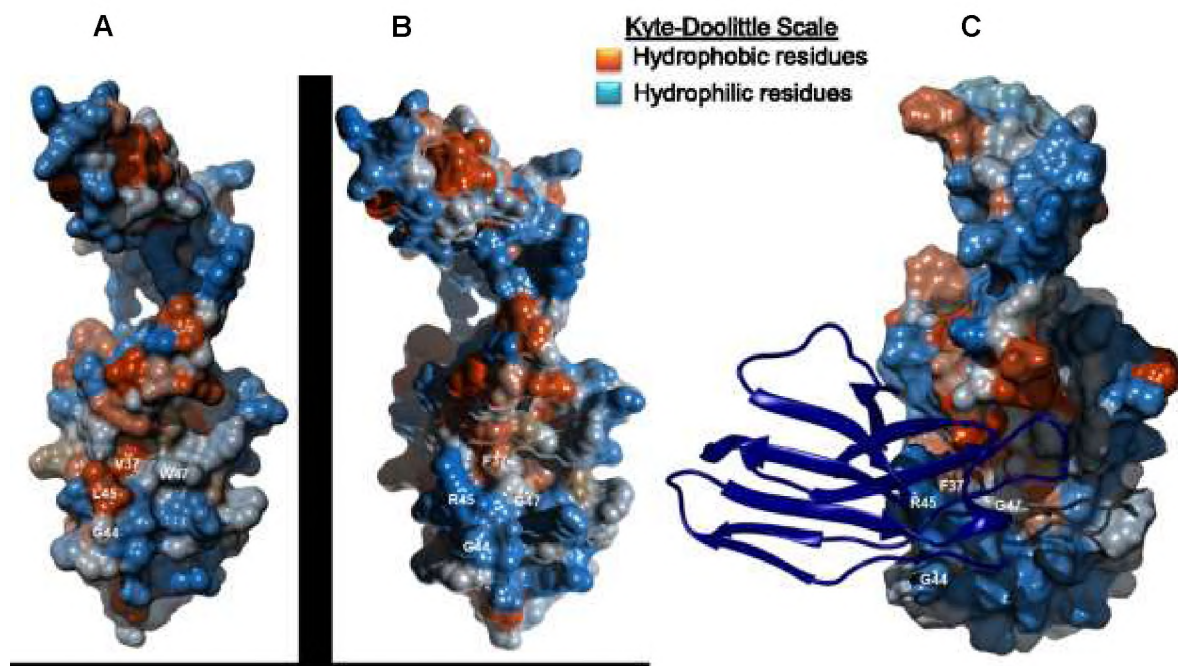 A
B
Kyte-Doolittle Scale
C
Hydrophobic residues
Hydrophilic residues
V37
W47
L45
G44
F37
R45
G47
G44
F37
R45
G47
G44